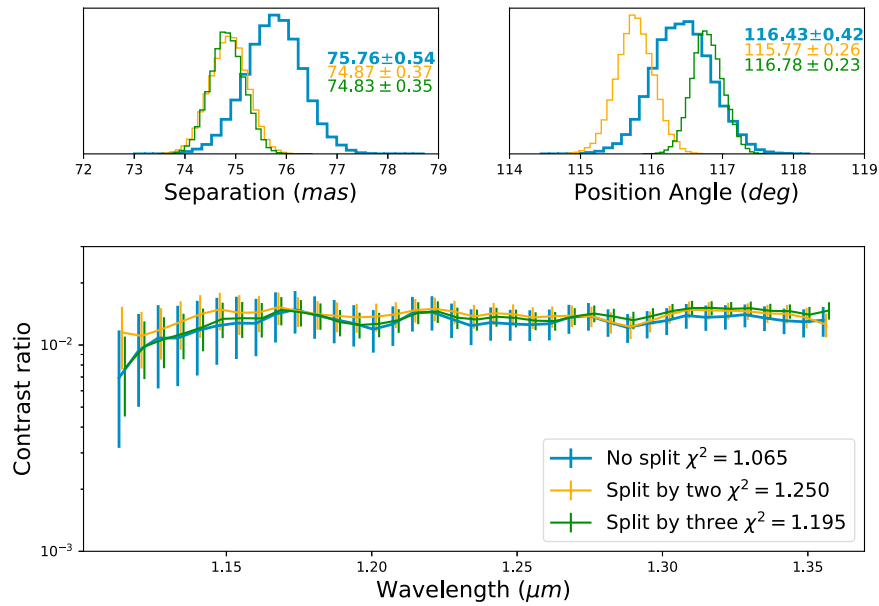 75.76±0.54
74.87±0.37
74.83±0.35
72 73 74 75 76 77 78 79
Separation (mas)
116.43±0.42
115.77±0.26
116.78±0.23
114 115 116 117 118 119
Position Angle (deg)
10⁻²
10⁻³
Contrast ratio
No split χ² = 1.065
Split by two χ² = 1.250
Split by three χ² = 1.195
1.15 1.20 1.25 1.30 1.35
Wavelength (μm)